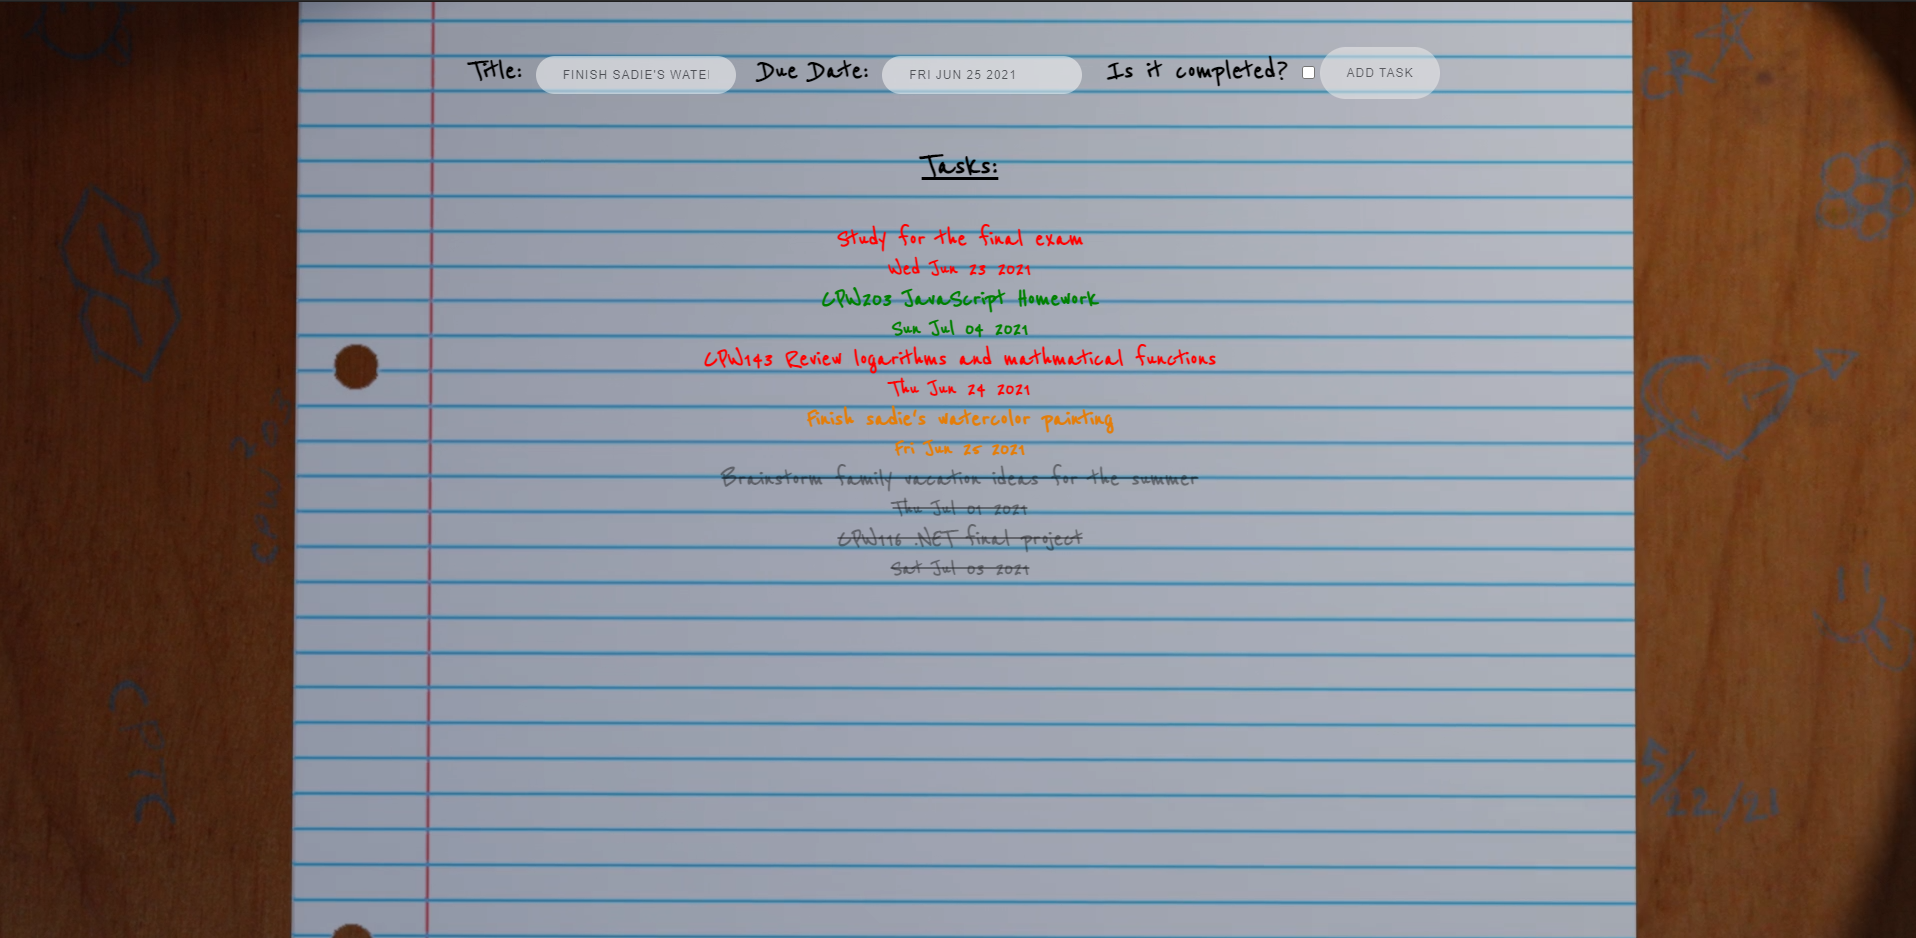 Title: FINISH SADIE'S WATE Due Date: FRI JUN 25 2021 Is it completed? ADD TASK
Tasks:
Study for the final exam
Wed Jun 23 2021
CPW203 JavaScript Homework
Sun Jul 04 2021
CPW143 Review logarithms and mathmatical functions
Thu Jun 24 2021
Finish sadie's watercolor painting
Fri Jun 25 2021
Brainstorm family vacation ideas for the summer
Thu Jul 01 2021
CPW116 .NET final project
Sat Jul 03 2021
CR
CPW 203
CPTC
5/22/21